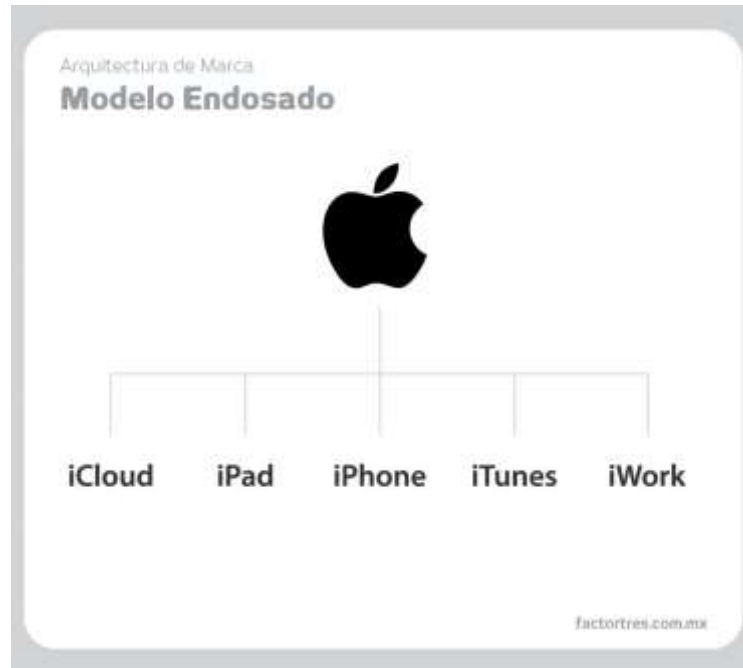 Arquitectura de Marca
Modelo Endosado
iCloud iPad iPhone iTunes iWork
factortres.com.mx